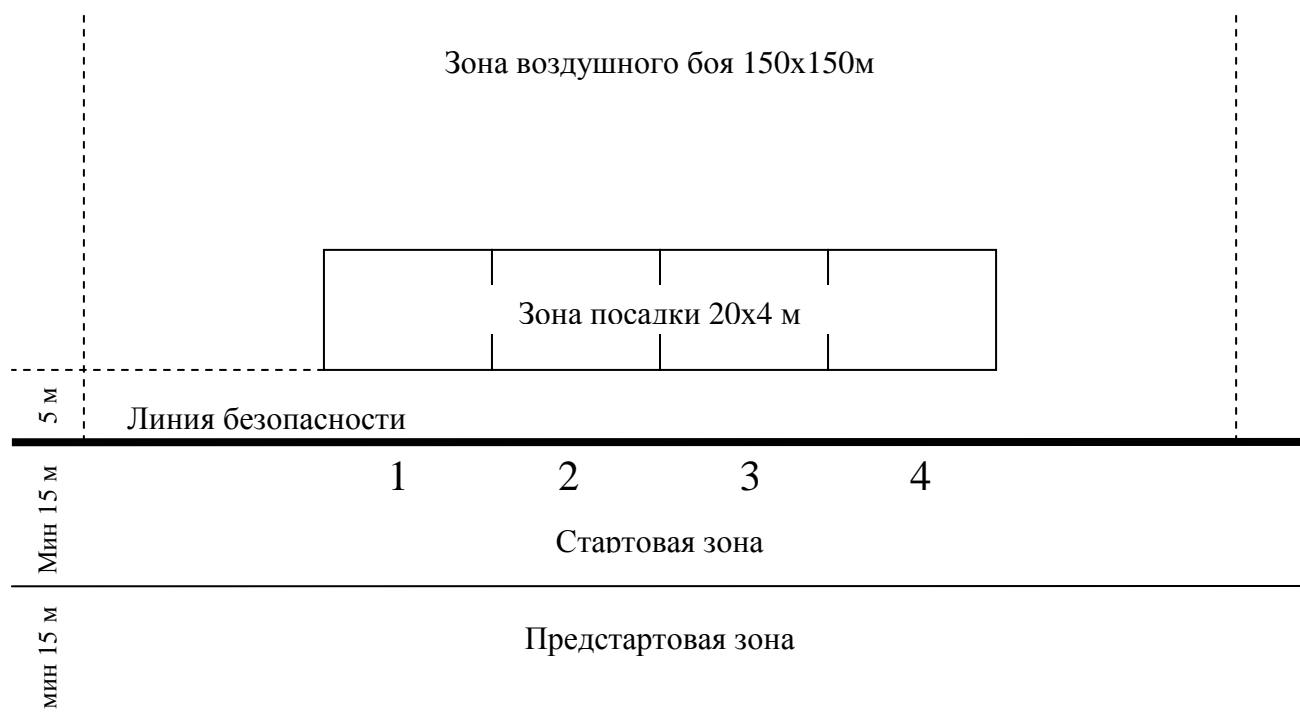 Зона воздушного боя 150х150м
Зона посадки 20х4 м
5 м
Линия безопасности
Мин 15 м
1 2 3 4
Стартовая зона
мин 15 м
Предстартовая зона